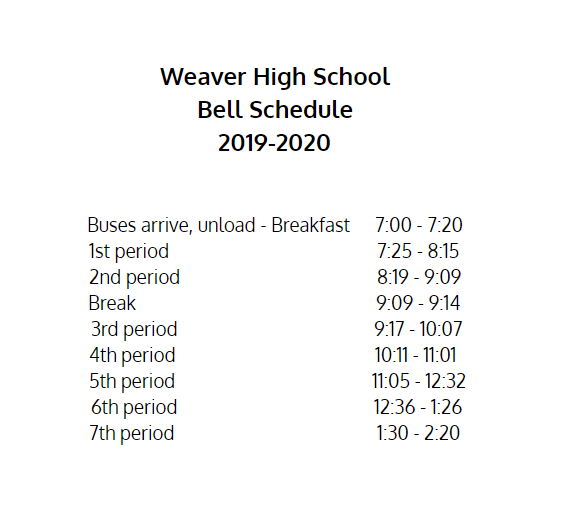 Weaver High School
Bell Schedule
2019-2020
Buses arrive, unload - Breakfast 7:00 - 7:20
1st period 7:25 - 8:15
2nd period 8:19 - 9:09
Break 9:09 - 9:14
3rd period 9:17 - 10:07
4th period 10:11 - 11:01
5th period 11:05 - 12:32
6th period 12:36 - 1:26
7th period 1:30 - 2:20